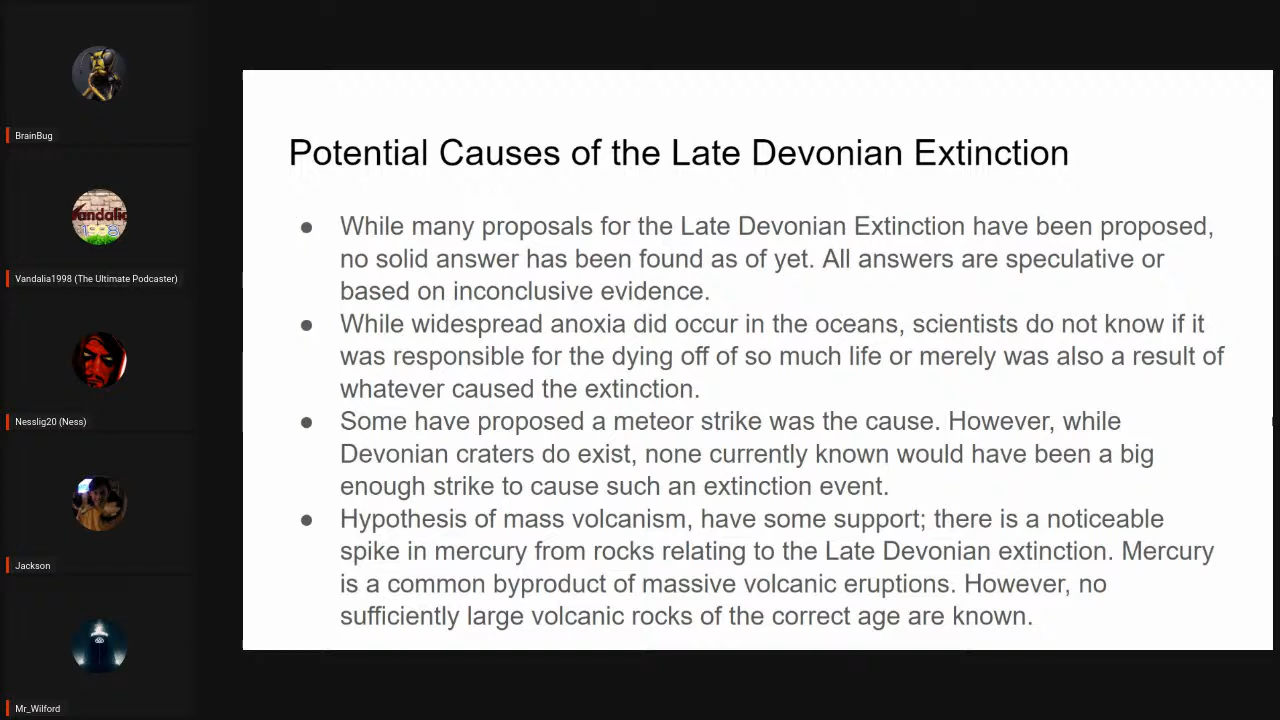 BrainBug
Vandalia1998 (The Ultimate Podcaster)
Nesslig20 (Ness)
Jackson
Mr_Wilford
Potential Causes of the Late Devonian Extinction
● While many proposals for the Late Devonian Extinction have been proposed,
no solid answer has been found as of yet. All answers are speculative or
based on inconclusive evidence.
● While widespread anoxia did occur in the oceans, scientists do not know if it
was responsible for the dying off of so much life or merely was also a result of
whatever caused the extinction.
● Some have proposed a meteor strike was the cause. However, while
Devonian craters do exist, none currently known would have been a big
enough strike to cause such an extinction event.
● Hypothesis of mass volcanism, have some support; there is a noticeable
spike in mercury from rocks relating to the Late Devonian extinction. Mercury
is a common byproduct of massive volcanic eruptions. However, no
sufficiently large volcanic rocks of the correct age are known.